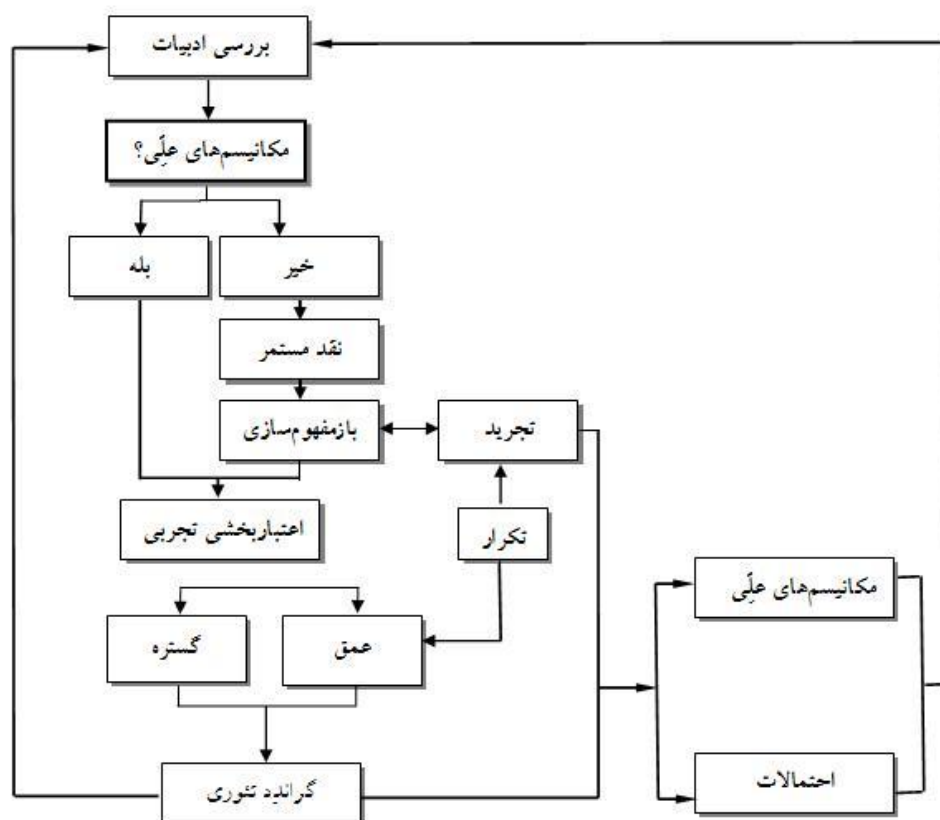 بررسی ادبیات
مکانیسم‌های علِّی؟
خیر
بله
نقد مستمر
بازمفهوم‌سازی
تجرید
اعتباربخشی تجربی
تکرار
مکانیسم‌های علِّی
عمق
گستره
گراندد تئوری
احتمالات